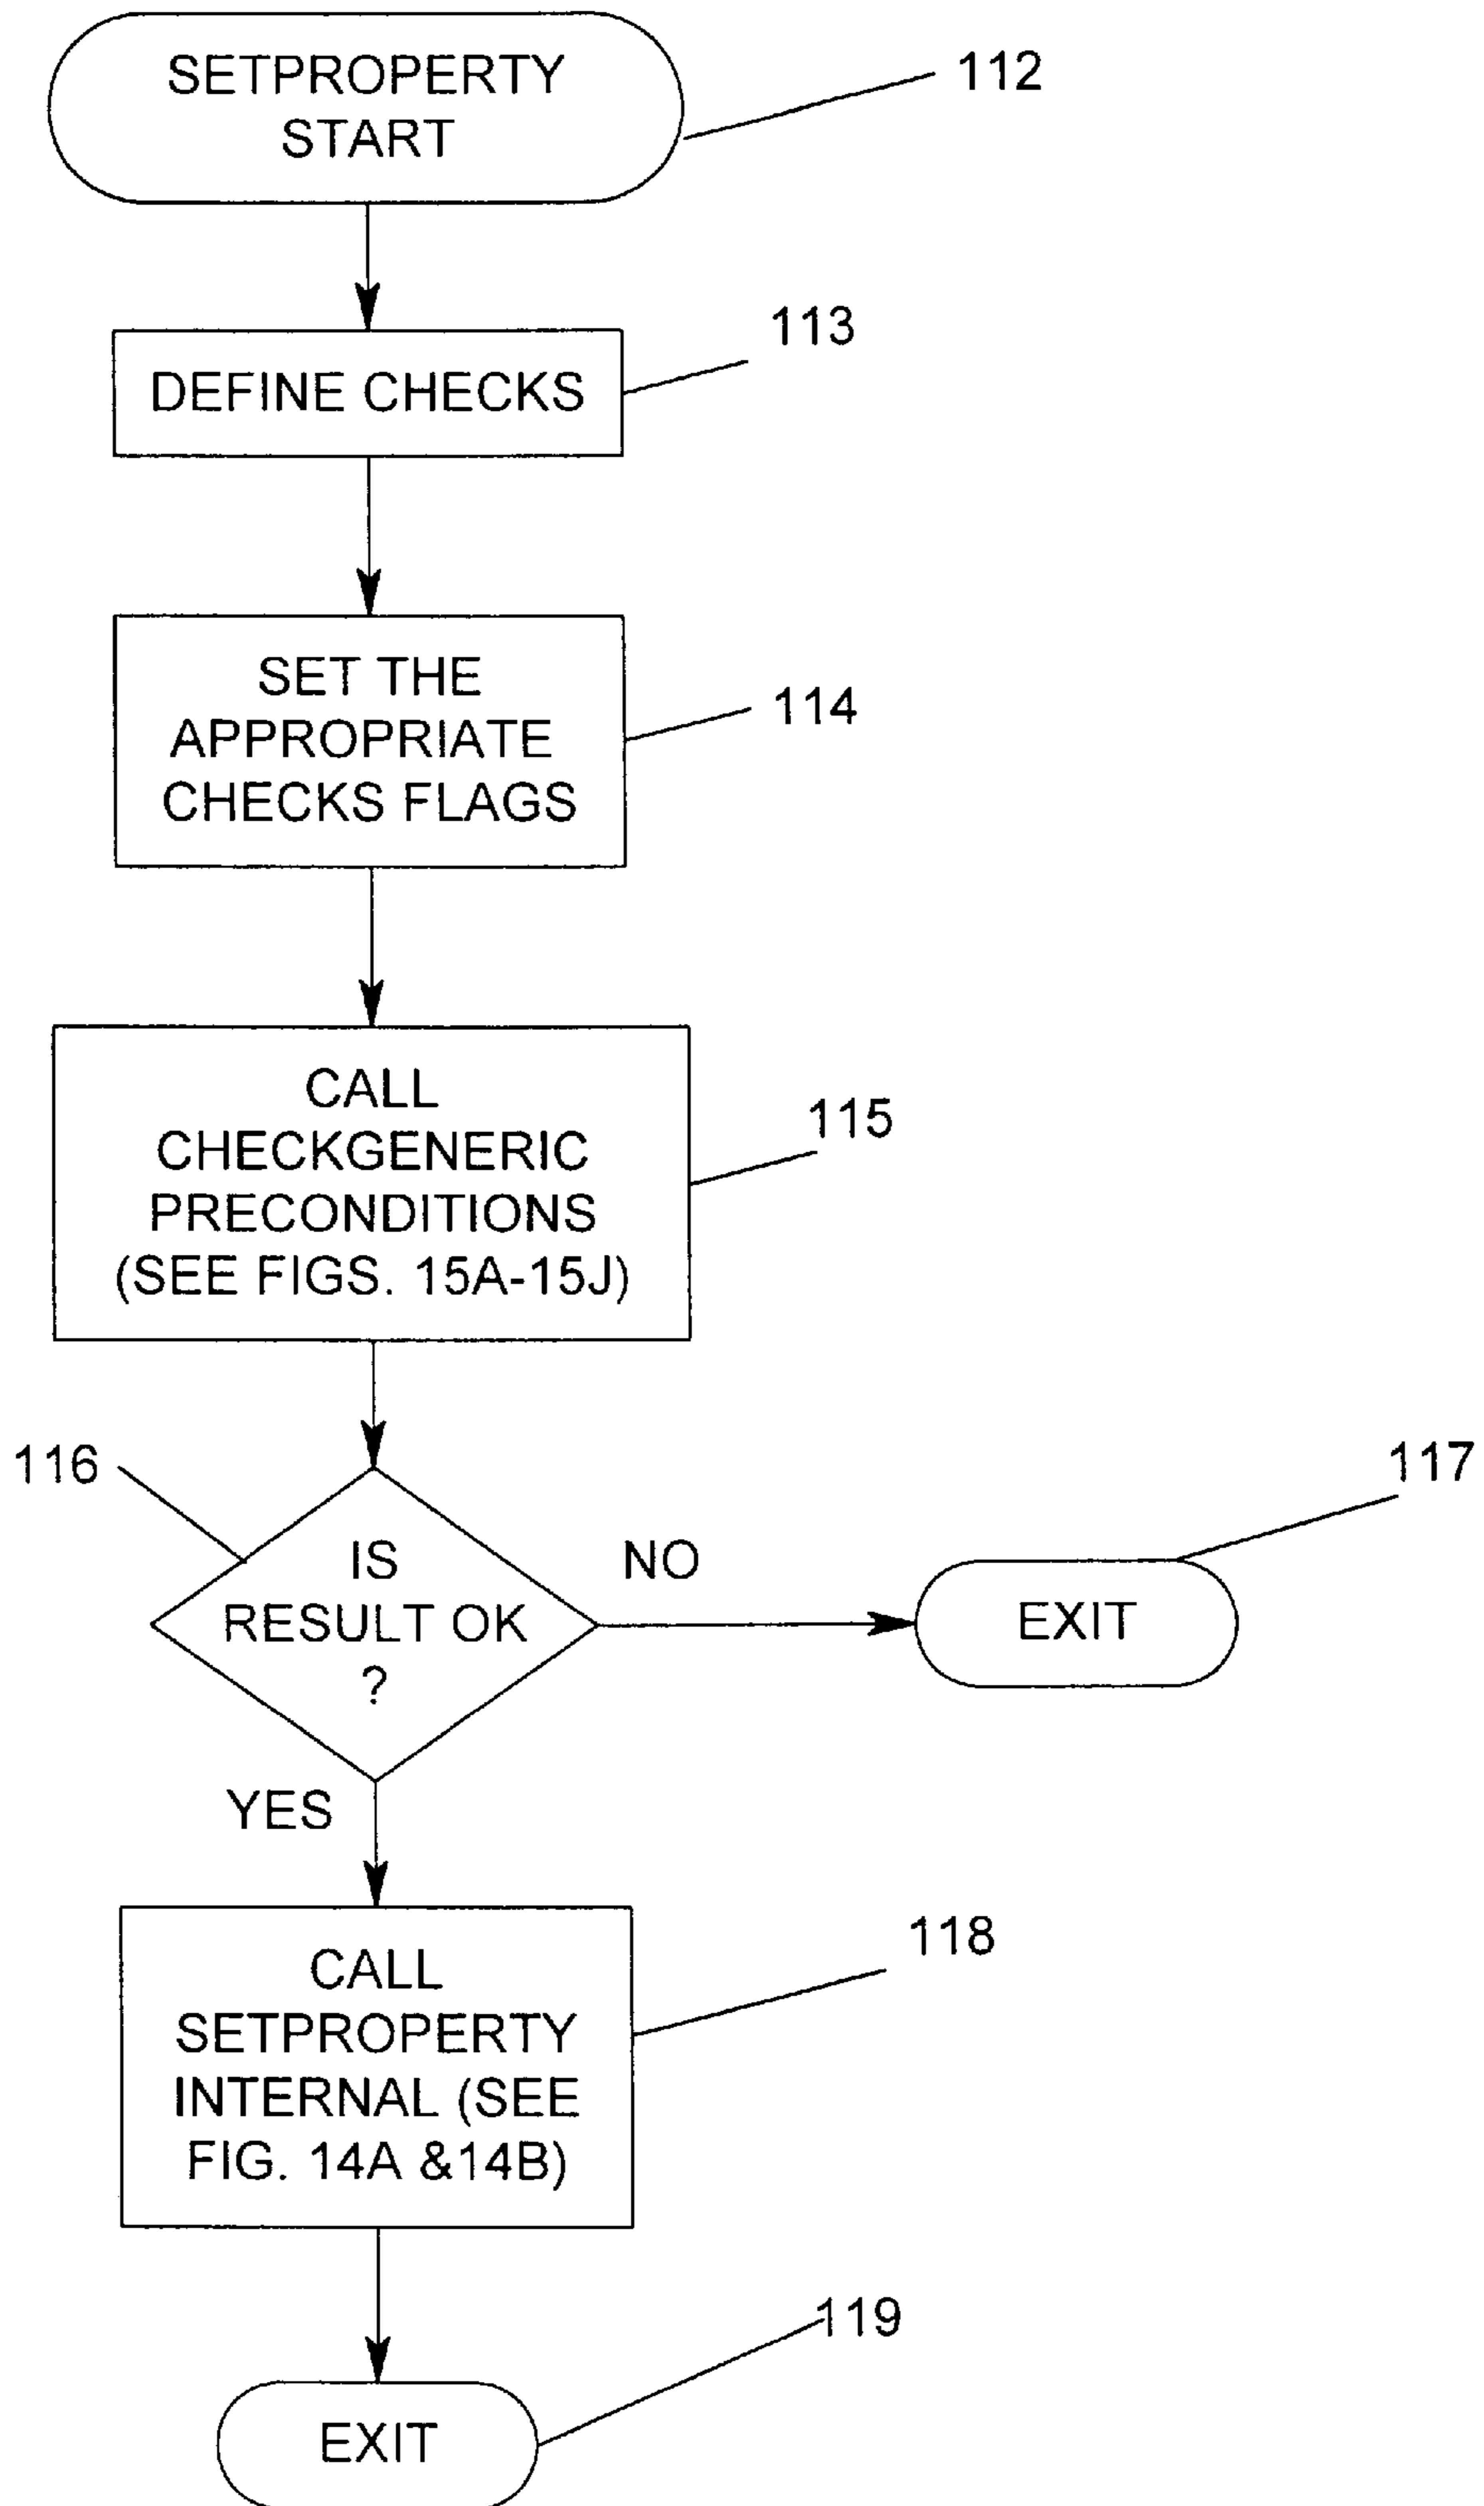 SETPROPERTY
START
112
DEFINE CHECKS
113
SET THE
APPROPRIATE
CHECKS FLAGS
114
CALL
CHECKGENERIC
PRECONDITIONS
(SEE FIGS. 15A-15J)
115
116
IS
RESULT OK
?
NO
117
EXIT
YES
CALL
SETPROPERTY
INTERNAL (SEE
FIG. 14A &14B)
118
119
EXIT